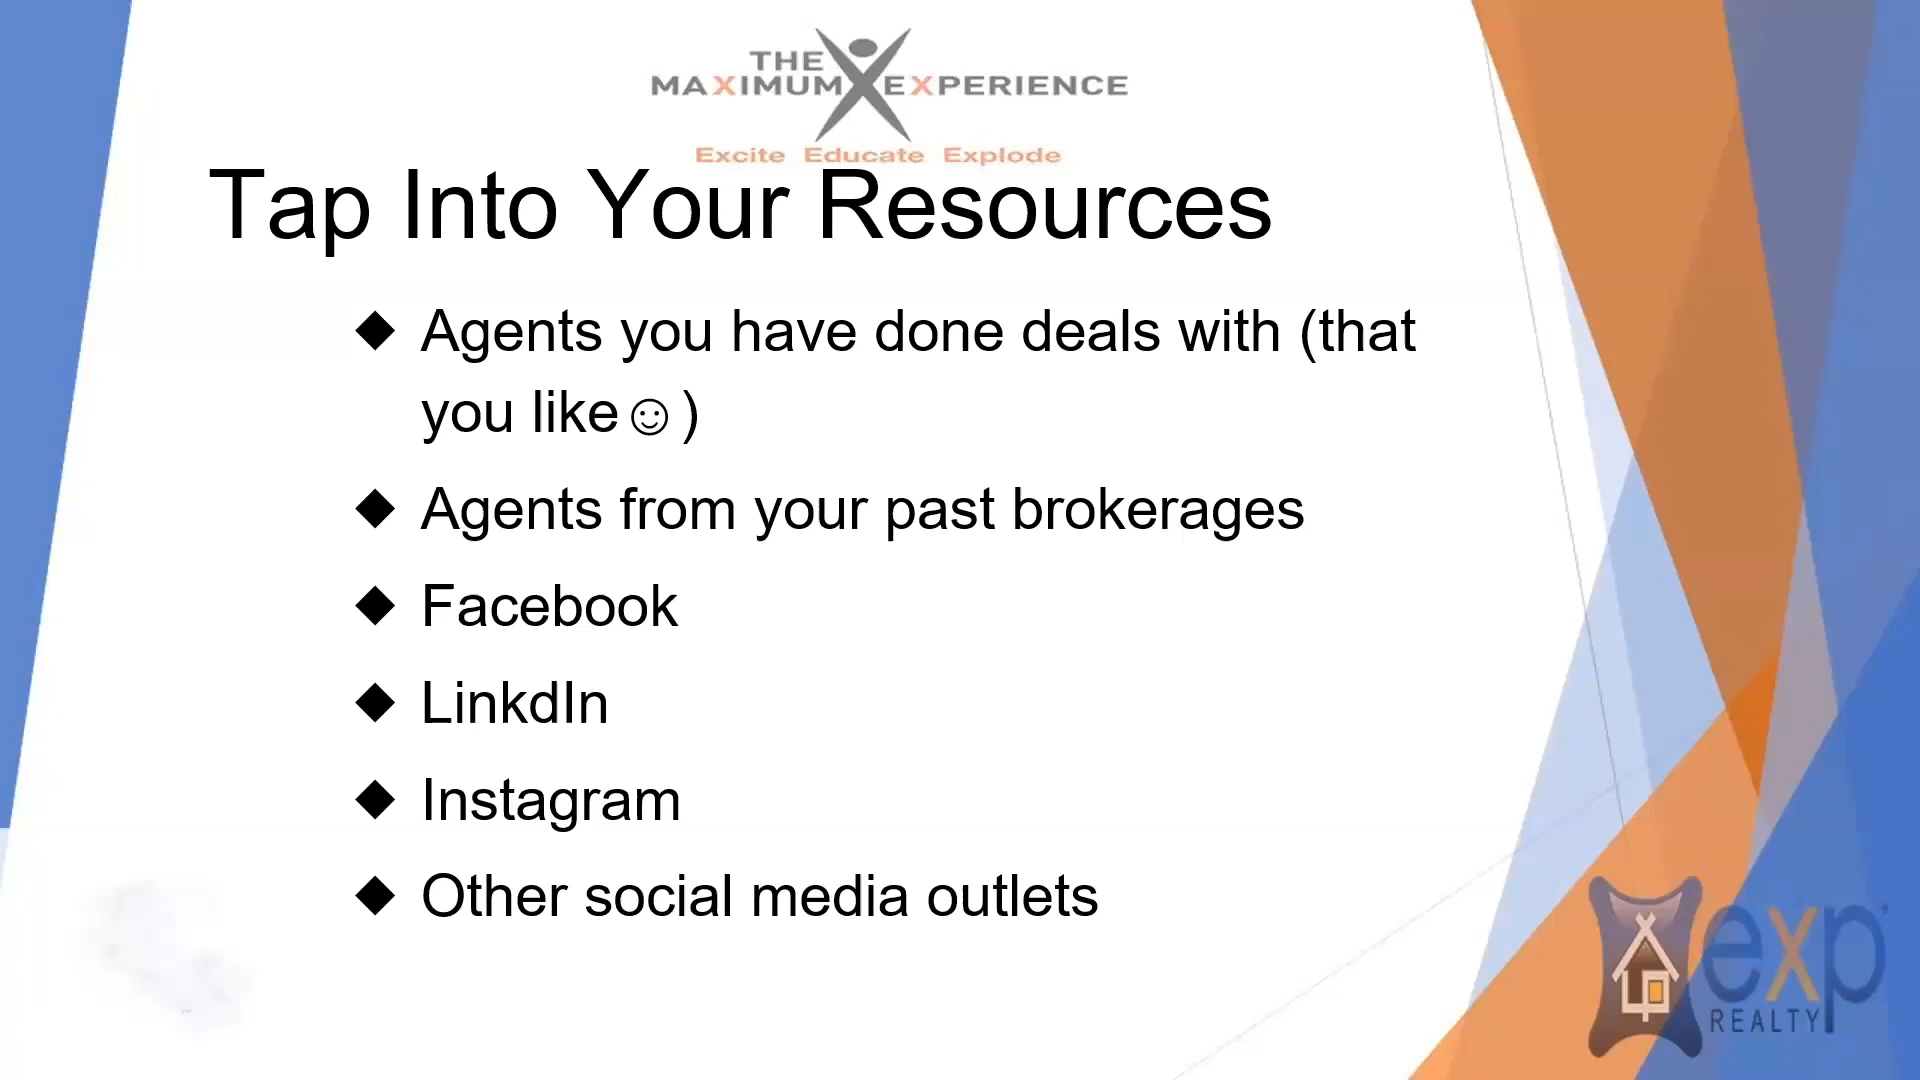 THE
MAXIMUM EXPERIENCE
Excite Educate Explode
Tap Into Your Resources
◆ Agents you have done deals with (that
you like☺)
◆ Agents from your past brokerages
◆ Facebook
◆ LinkdIn
◆ Instagram
◆ Other social media outlets
exp
REALTY